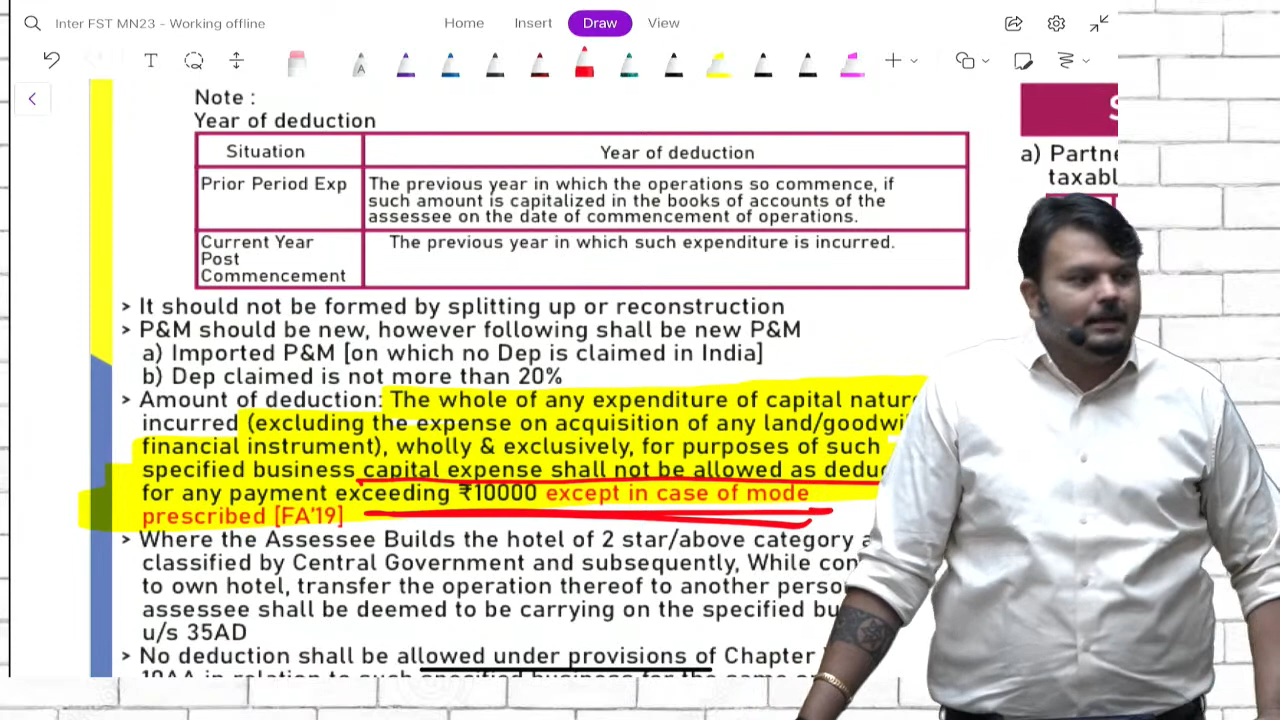 Inter FST MN23 - Working offline
Home Insert Draw View
T
A
Note :
Year of deduction
Situation Year of deduction
Prior Period Exp The previous year in which the operations so commence, if
such amount is capitalized in the books of accounts of the
assessee on the date of commencement of operations.
Current Year The previous year in which such expenditure is incurred.
Post
Commencement
> It should not be formed by splitting up or reconstruction
> P&M should be new, however following shall be new P&M
a) Imported P&M [on which no Dep is claimed in India]
b) Dep claimed is not more than 20%
> Amount of deduction: The whole of any expenditure of capital natur
incurred (excluding the expense on acquisition of any land/goodwi
financial instrument), wholly & exclusively, for purposes of such
specified business capital expense shall not be allowed as deduc
for any payment exceeding ₹10000 except in case of mode
prescribed [FA'19]
> Where the Assessee Builds the hotel of 2 star/above category a
classified by Central Government and subsequently, While con
to own hotel, transfer the operation thereof to another perso
assessee shall be deemed to be carrying on the specified bu
u/s 35AD
> No deduction shall be allowed under provisions of Chapter
in relation to such specified business for the same
a) Partne
taxabl